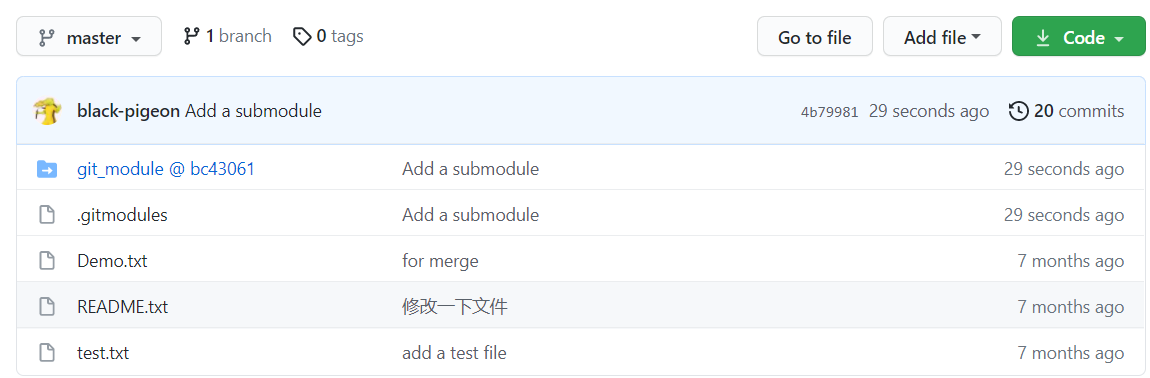 master 1 branch 0 tags Go to file Add file Code
black-pigeon Add a submodule 4b79981 29 seconds ago 20 commits
git_module @ bc43061 Add a submodule 29 seconds ago
.gitmodules Add a submodule 29 seconds ago
Demo.txt for merge 7 months ago
README.txt 修改一下文件 7 months ago
test.txt add a test file 7 months ago